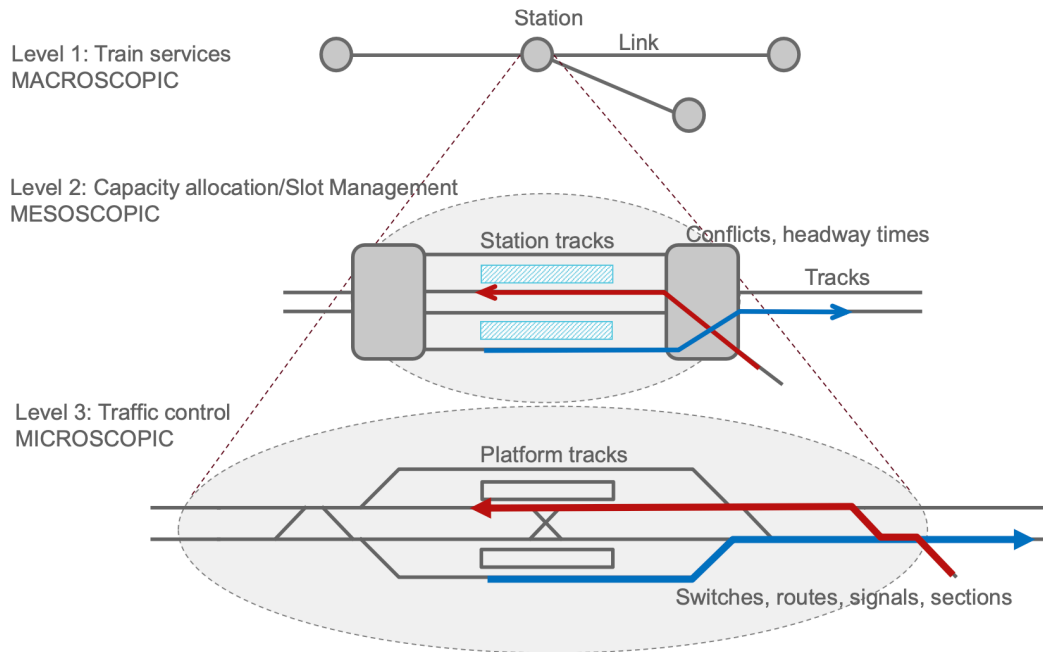 Station
Level 1: Train services
MACROSCOPIC
Link
Level 2: Capacity allocation/Slot Management
MESOSCOPIC
Station tracks
Conflicts, headway times
Tracks
Level 3: Traffic control
MICROSCOPIC
Platform tracks
Switches, routes, signals, sections